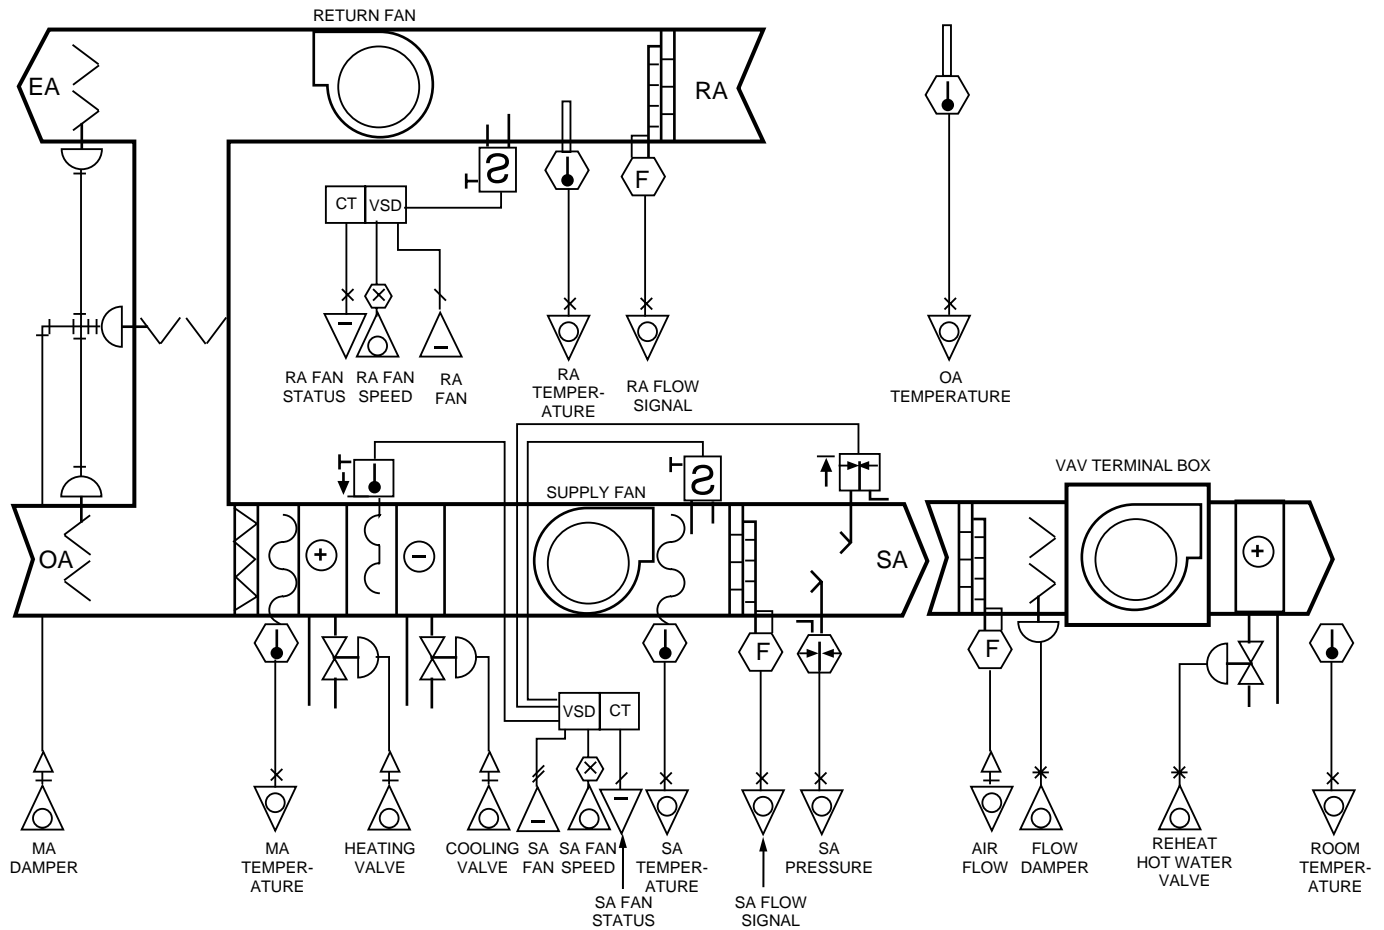 RETURN FAN
EA
RA
S
F
CT
VSD
RA FAN
STATUS
RA FAN
SPEED
RA
FAN
RA
TEMPER-
ATURE
RA FLOW
SIGNAL
OA
TEMPERATURE
SUPPLY FAN
S
VAV TERMINAL BOX
OA
+
−
SA
+
F
F
VSD
CT
MA
DAMPER
MA
TEMPER-
ATURE
HEATING
VALVE
COOLING
VALVE
SA
FAN
SA FAN
SPEED
SA FAN
STATUS
SA
TEMPER-
ATURE
SA FLOW
SIGNAL
SA
PRESSURE
AIR
FLOW
FLOW
DAMPER
REHEAT
HOT WATER
VALVE
ROOM
TEMPER-
ATURE